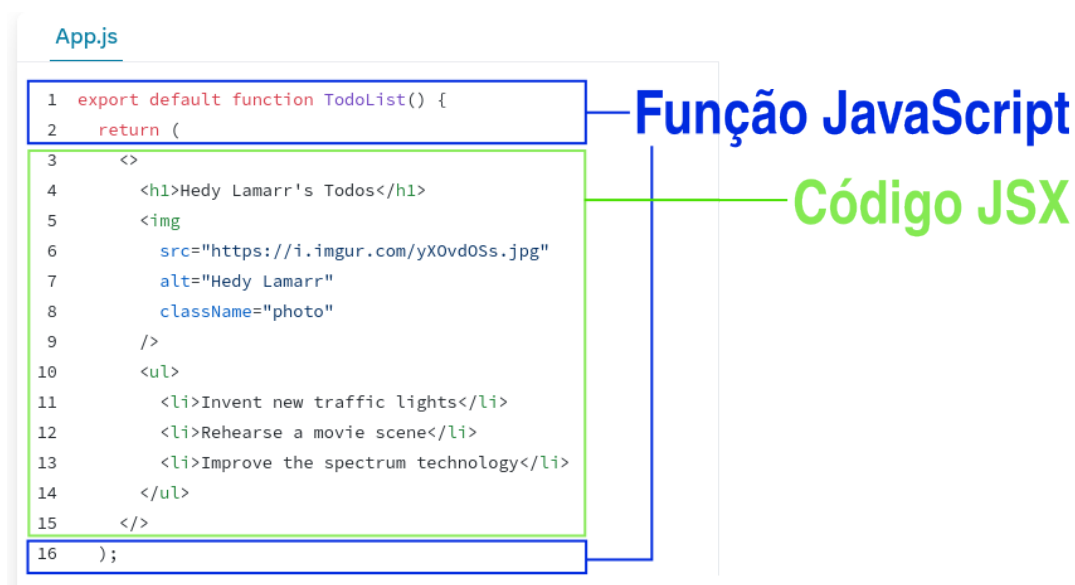 App.js
1 export default function TodoList() {
2 return (
3 <>
4 <h1>Hedy Lamarr's Todos</h1>
5 <img
6 src="https://i.imgur.com/yXOvdOSs.jpg"
7 alt="Hedy Lamarr"
8 className="photo"
9 />
10 <ul>
11 <li>Invent new traffic lights</li>
12 <li>Rehearse a movie scene</li>
13 <li>Improve the spectrum technology</li>
14 </ul>
15 </>
16 );
Função JavaScript
Código JSX